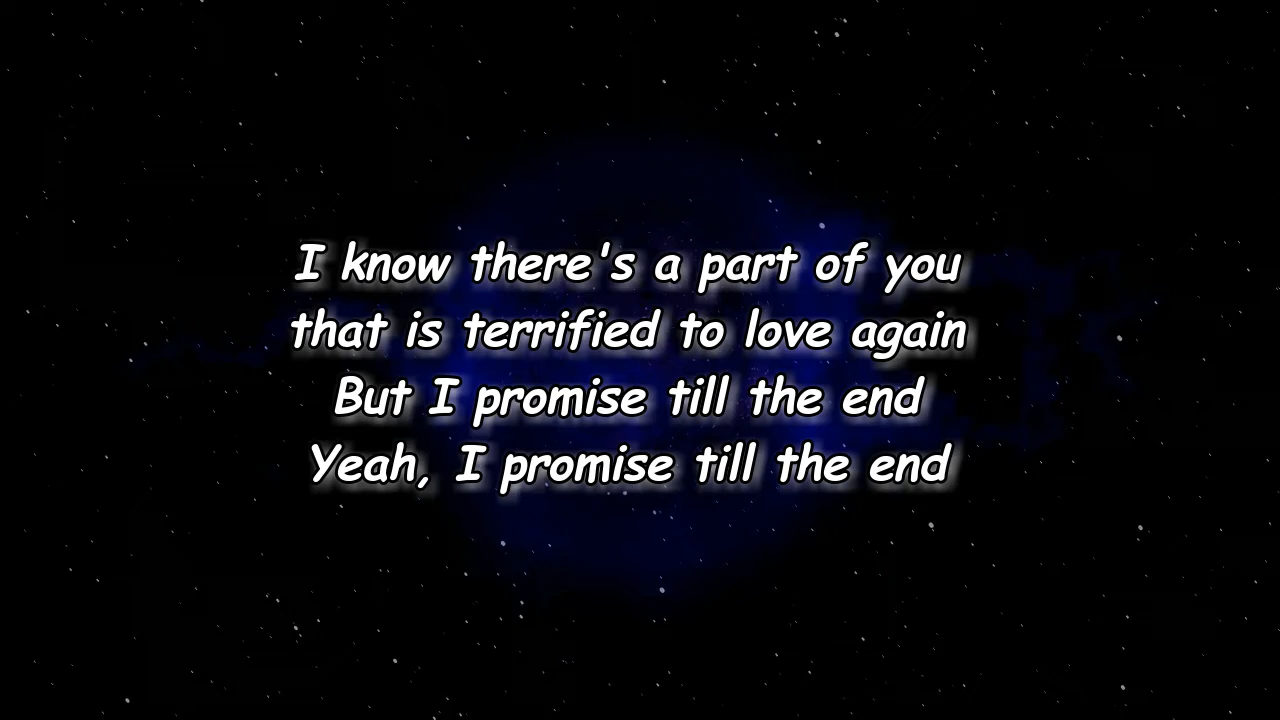 I know there's a part of you
that is terrified to love again
But I promise till the end
Yeah, I promise till the end